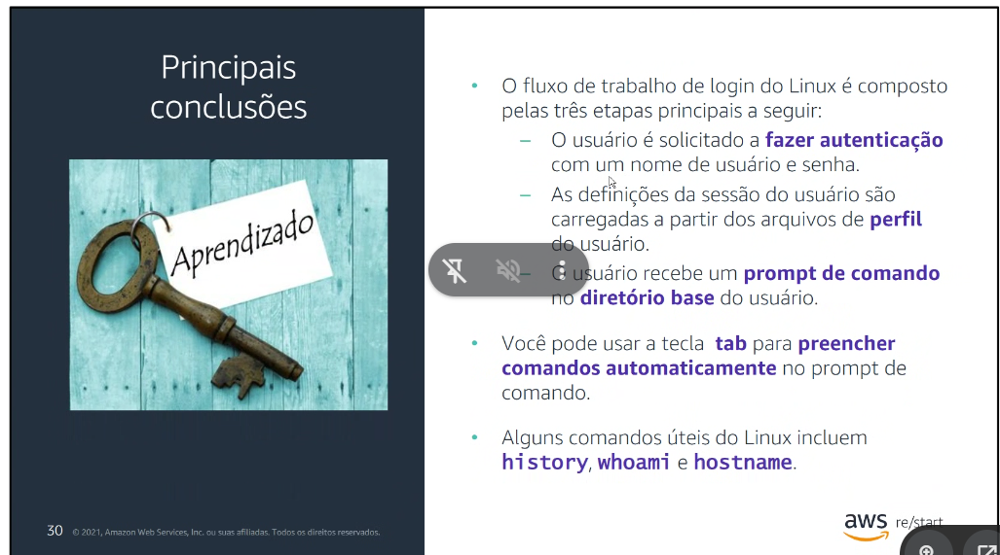 Principais
conclusões
Aprendizado
• O fluxo de trabalho de login do Linux é composto
pelas três etapas principais a seguir:
– O usuário é solicitado a fazer autenticação
com um nome de usuário e senha.
– As definições da sessão do usuário são
carregadas a partir dos arquivos de perfil
do usuário.
– O usuário recebe um prompt de comando
no diretório base do usuário.
• Você pode usar a tecla tab para preencher
comandos automaticamente no prompt de
comando.
• Alguns comandos úteis do Linux incluem
history, whoami e hostname.
30 © 2021, Amazon Web Services, Inc. ou suas afiliadas. Todos os direitos reservados.
aws re/start